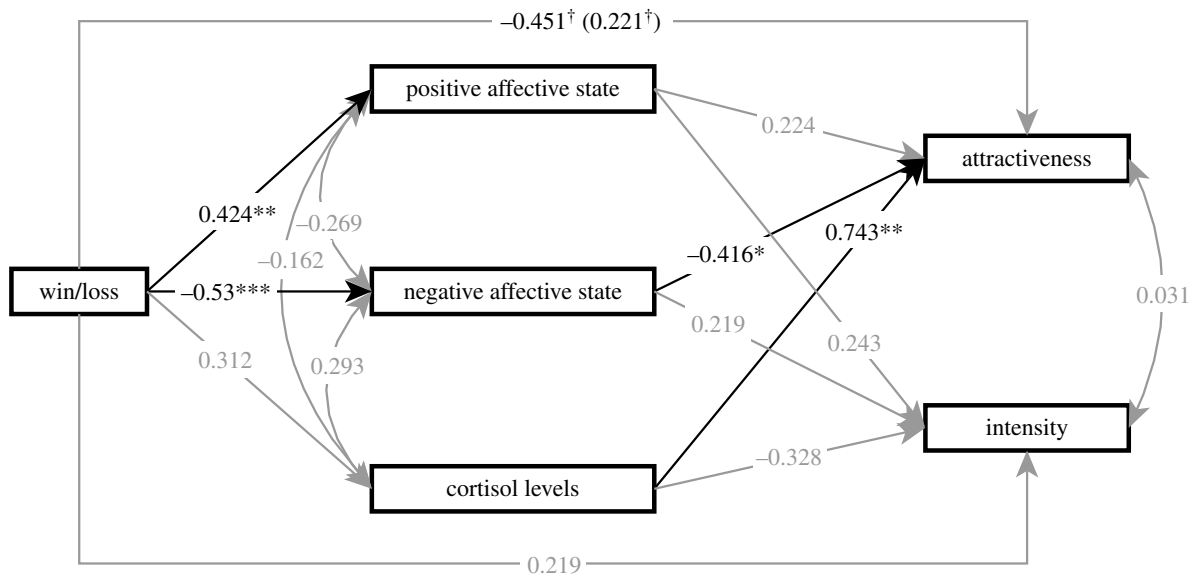 –0.451† (0.221†)
positive affective state
0.224
attractiveness
0.424**
–0.269
0.743**
–0.162
–0.416*
win/loss
–0.53***
negative affective state
0.031
0.219
0.243
0.312
0.293
intensity
–0.328
cortisol levels
0.219